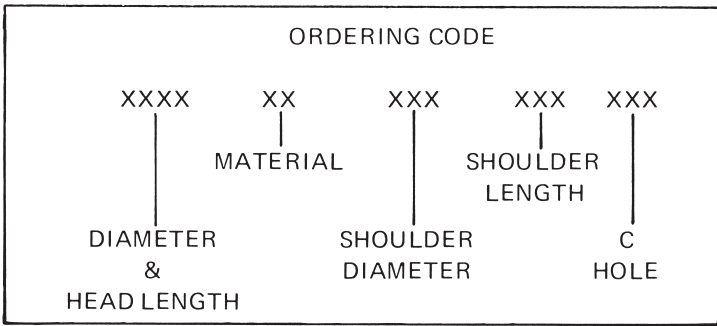 ORDERING CODE
XXXX XX XXX XXX XXX
MATERIAL
SHOULDER
LENGTH
DIAMETER
&
HEAD LENGTH
SHOULDER
DIAMETER
C
HOLE